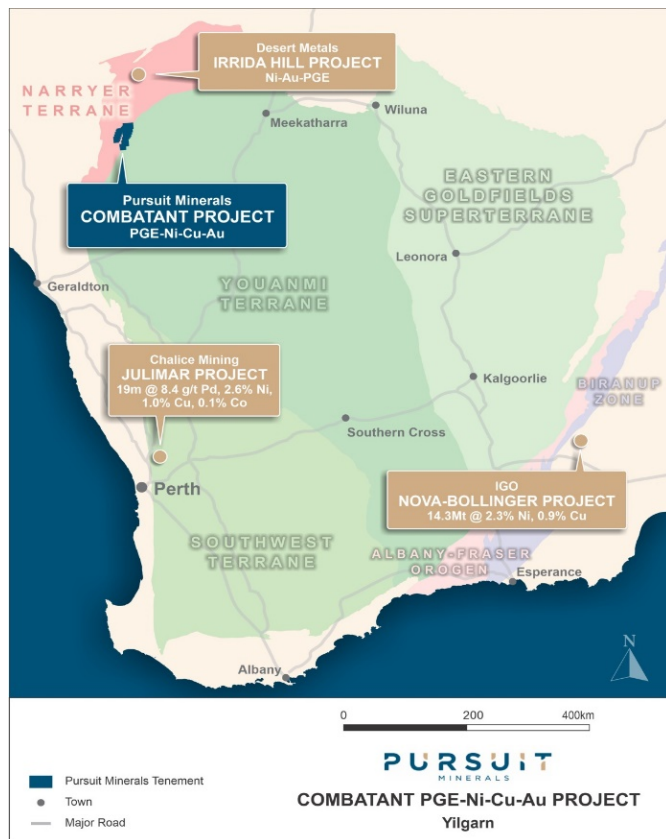 Desert Metals
IRRIDA HILL PROJECT
Ni-Au-PGE
NARRYER
TERRANE
Meekatharra
Wiluna
Pursuit Minerals
COMBATANT PROJECT
PGE-Ni-Cu-Au
EASTERN
GOLDFIELDS
SUPERTERRANE
Leonora
YOUANMI
TERRANE
Geraldton
Chalice Mining
JULIMAR PROJECT
19m @ 8.4 g/t Pd, 2.6% Ni,
1.0% Cu, 0.1% Co
Kalgoorlie
BIRANUP
ZONE
Southern Cross
Perth
IGO
NOVA-BOLLINGER PROJECT
14.3Mt @ 2.3% Ni, 0.9% Cu
SOUTHWEST
TERRANE
ALBANY-FRASER
OROGEN
Esperance
Albany
N
0 200 400km
PURSUIT
MINERALS
Pursuit Minerals Tenement
Town
Major Road
COMBATANT PGE-Ni-Cu-Au PROJECT
Yilgarn